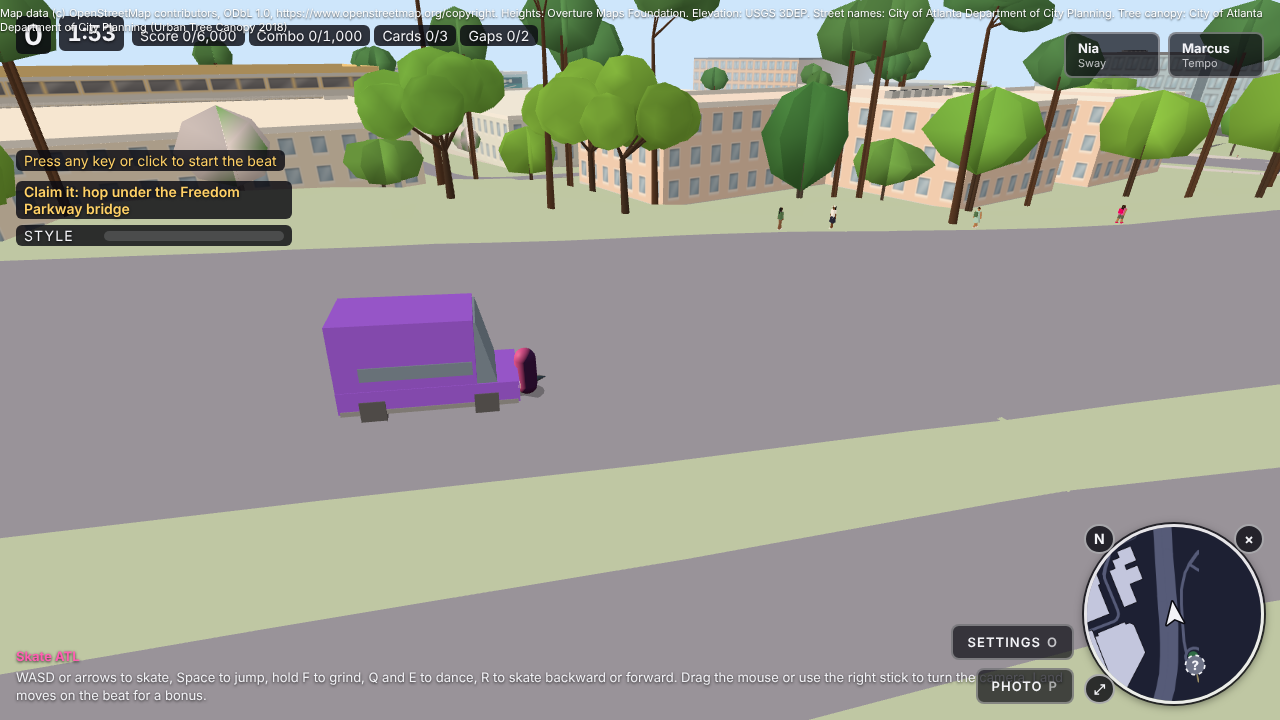 Map data (c) OpenStreetMap contributors, ODbL 1.0, https://www.openstreetmap.org/copyright. Heights: Overture Maps Foundation. Elevation: USGS 3DEP. Street names: City of Atlanta Department of City Planning. Tree canopy: City of Atlanta
Department of City Planning (Urban Tree Canopy 2018)
0 1:53 Score 0/6,000 Combo 0/1,000 Cards 0/3 Gaps 0/2
Nia
Sway
Marcus
Tempo
Press any key or click to start the beat
Claim it: hop under the Freedom
Parkway bridge
STYLE
N
×
?
SETTINGS O
PHOTO P
Skate ATL
WASD or arrows to skate, Space to jump, hold F to grind, Q and E to dance, R to skate backward or forward. Drag the mouse or use the right stick to turn the camera. Land
moves on the beat for a bonus.